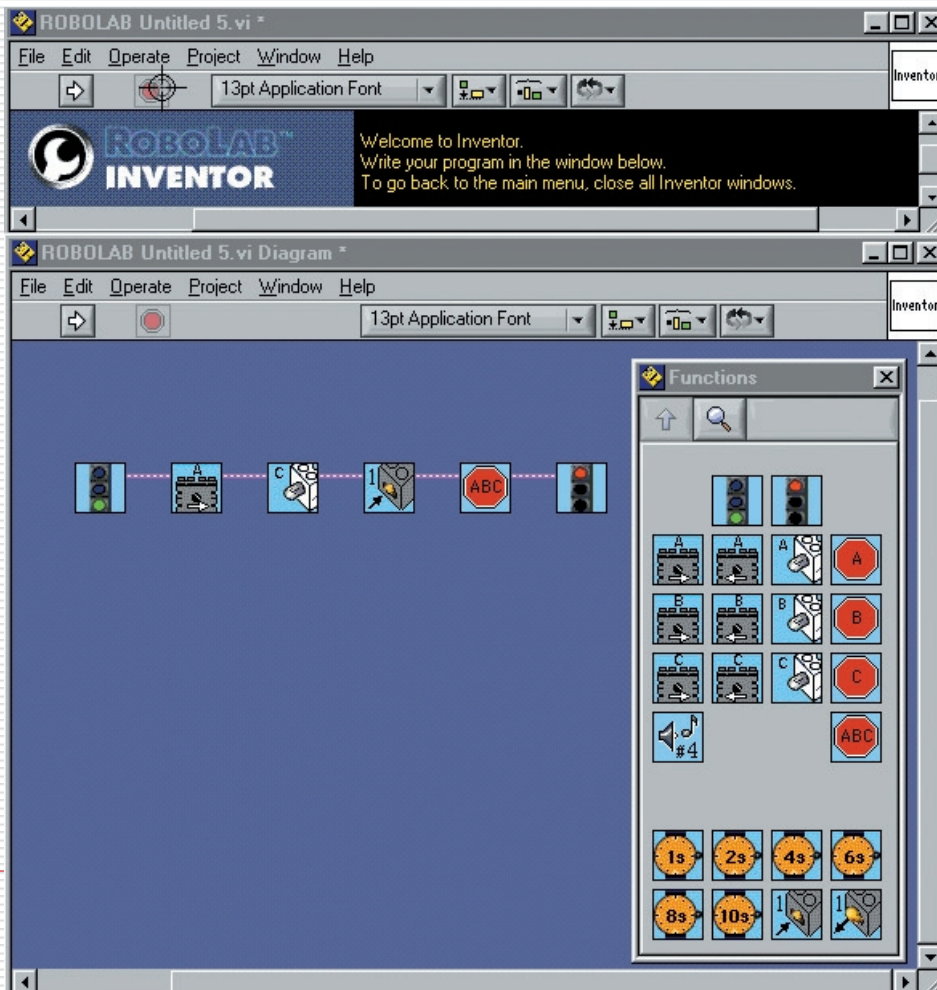 ROBOLAB Untitled 5.vi *
File Edit Operate Project Window Help
13pt Application Font
Inventor
ROBOLAB™
INVENTOR
Welcome to Inventor.
Write your program in the window below.
To go back to the main menu, close all Inventor windows.
ROBOLAB Untitled 5.vi Diagram *
File Edit Operate Project Window Help
13pt Application Font
Inventor
Functions
A C 1 ABC
A A A A
B B B B
C C C C
#4 ABC
1s 2s 4s 6s
8s 10s 1 1